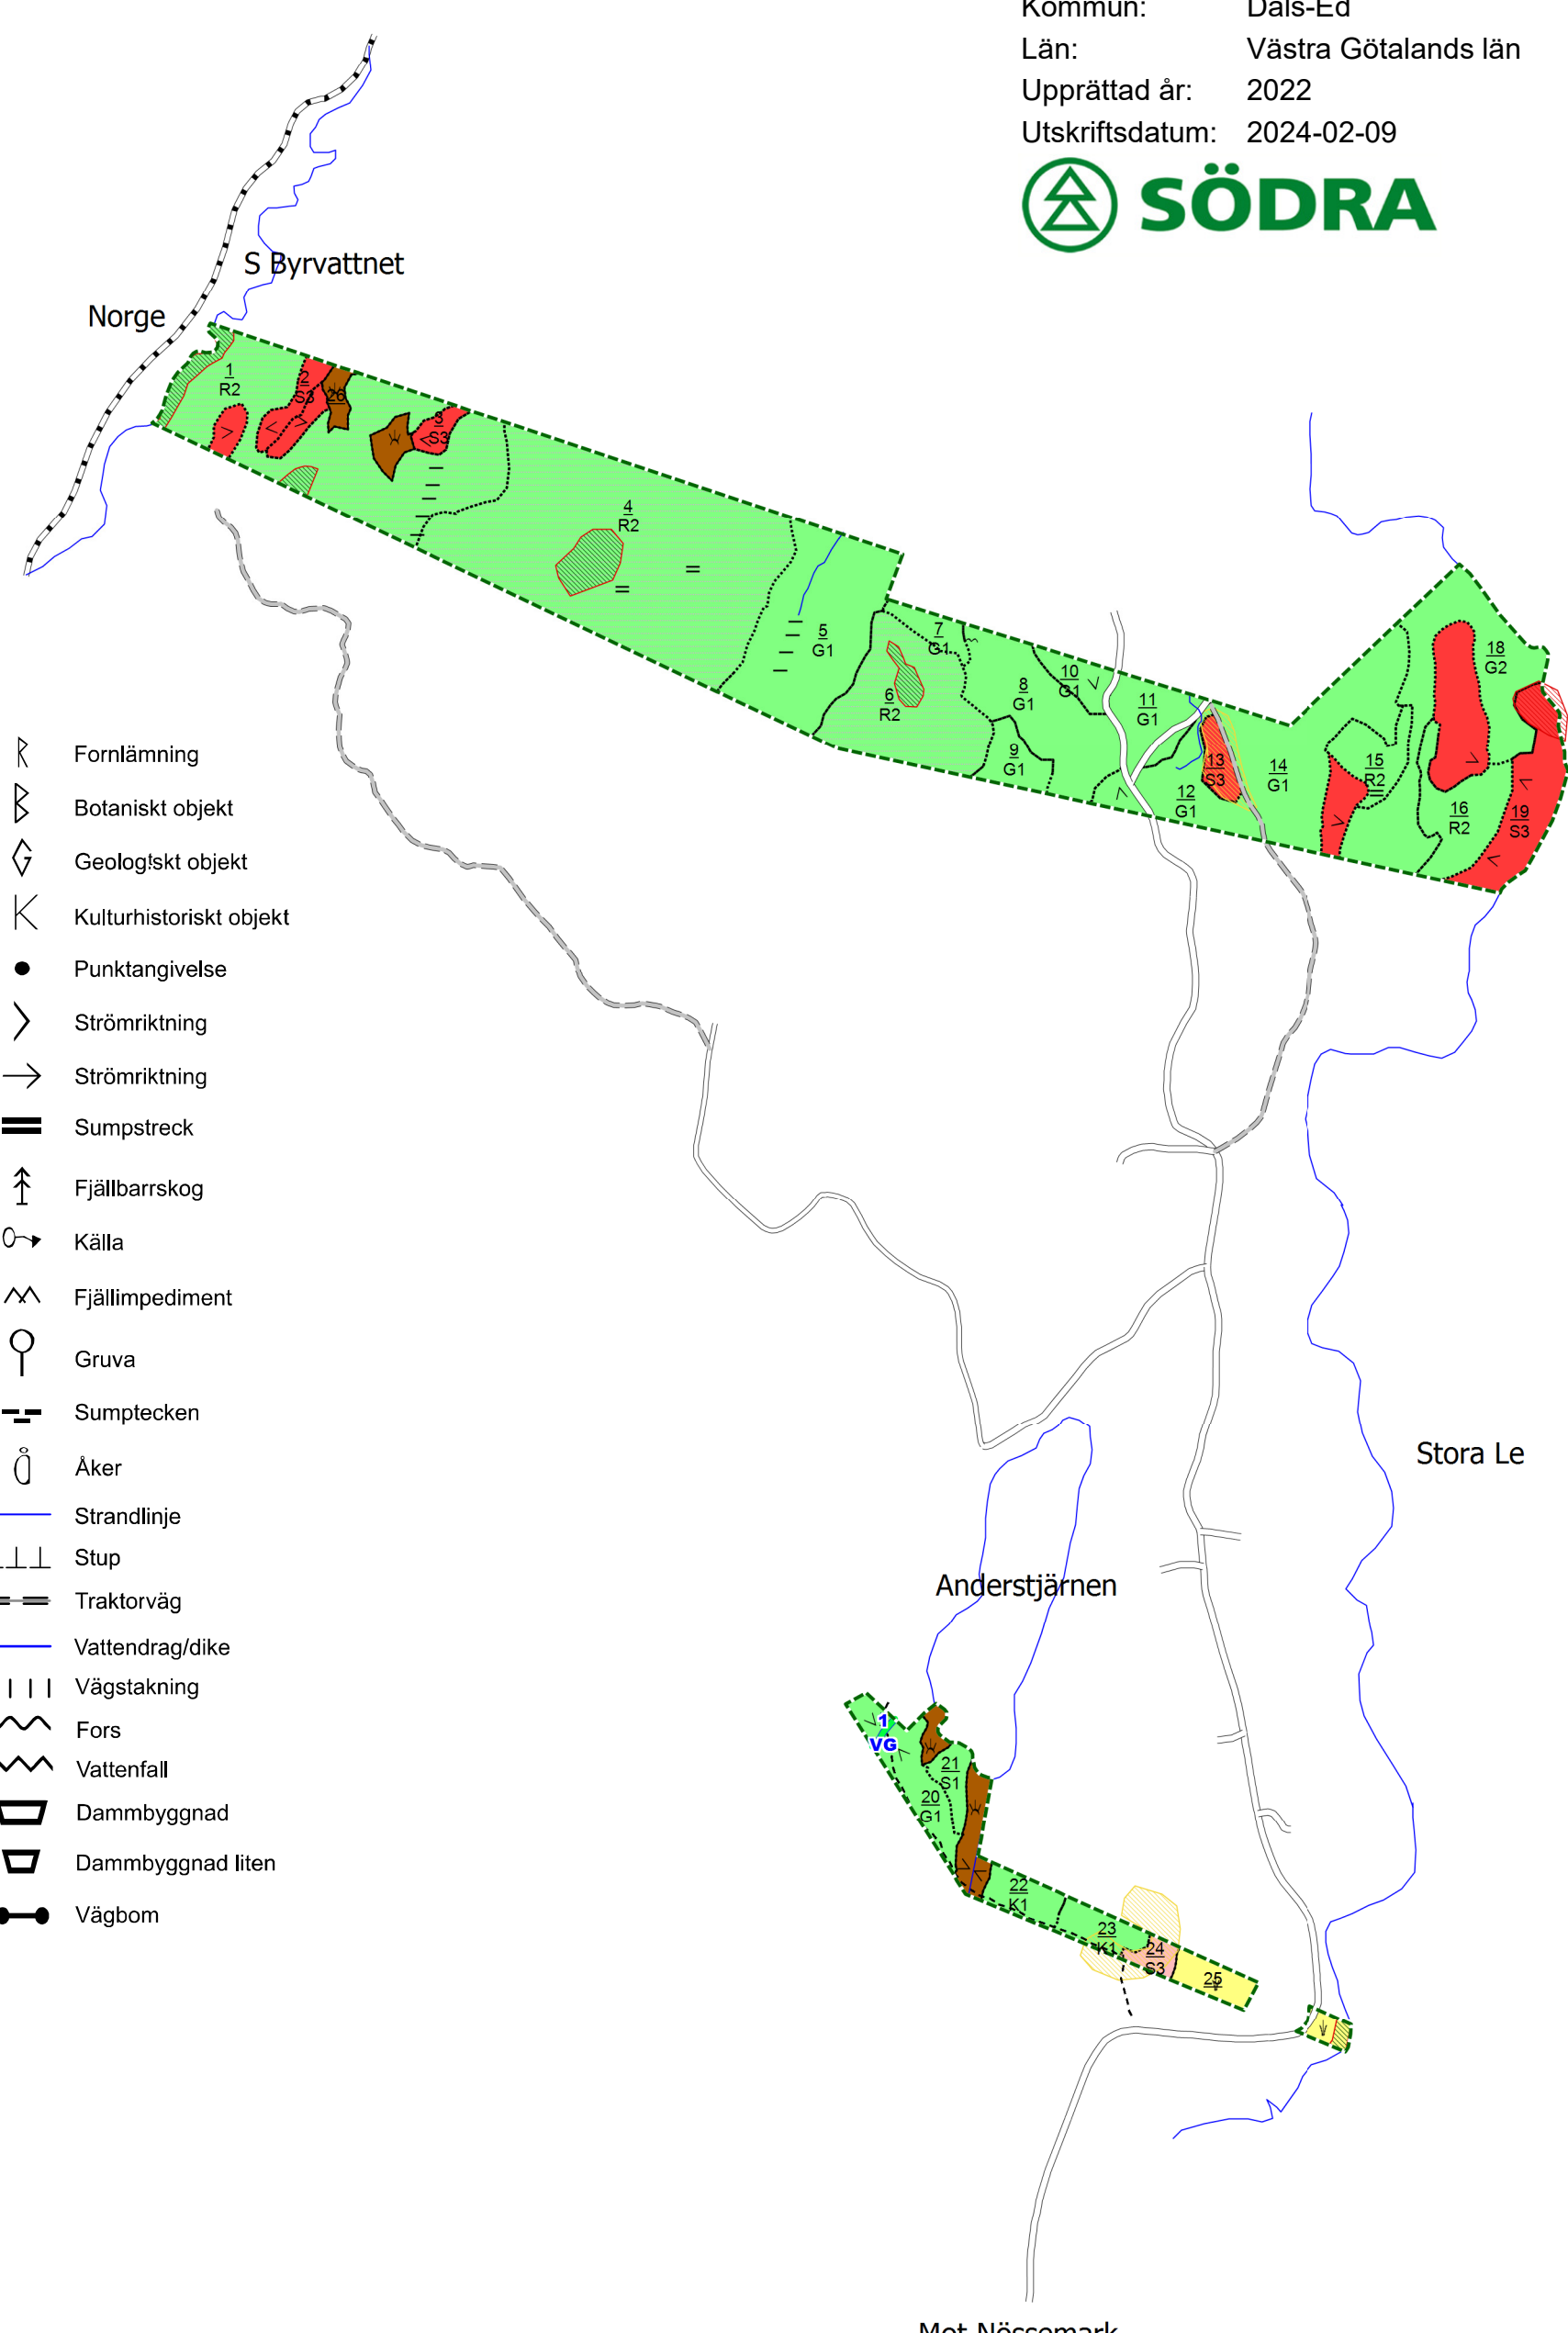 Kommun: Dals-Ed
Län: Västra Götalands län
Upprättad år: 2022
Utskriftsdatum: 2024-02-09
SÖDRA
S Byrvattnet
Norge
1
R2
2
S3
26
3
S3
4
R2
5
G1
6
R2
7
G1
8
G1
9
G1
10
G1
11
G1
12
G1
13
S3
14
G1
15
R2
16
R2
18
G2
19
S3
Fornlämning
Botaniskt objekt
Geologiskt objekt
Kulturhistoriskt objekt
Punktangivelse
Strömriktning
Strömriktning
Sumpstreck
Fjällbarrskog
Källa
Fjällimpediment
Gruva
Sumptecken
Åker
Strandlinje
Stup
Traktorväg
Vattendrag/dike
Vägstakning
Fors
Vattenfall
Dammbyggnad
Dammbyggnad liten
Vägbom
Stora Le
Anderstjärnen
1
VG
21
S1
20
G1
22
K1
23
K1
24
S3
25
Mot Nössemark